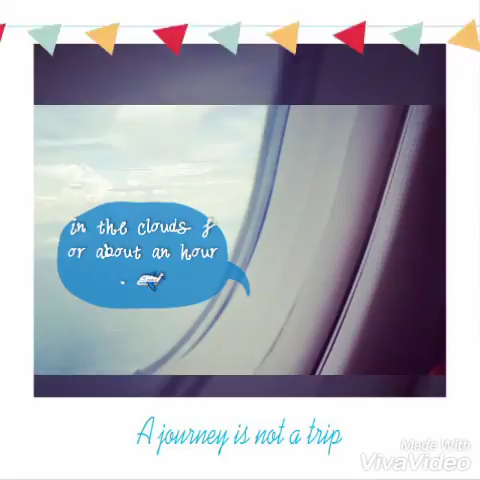 in the clouds f
or about an hour
. ✈
A journey is not a trip
Made With
VivaVideo